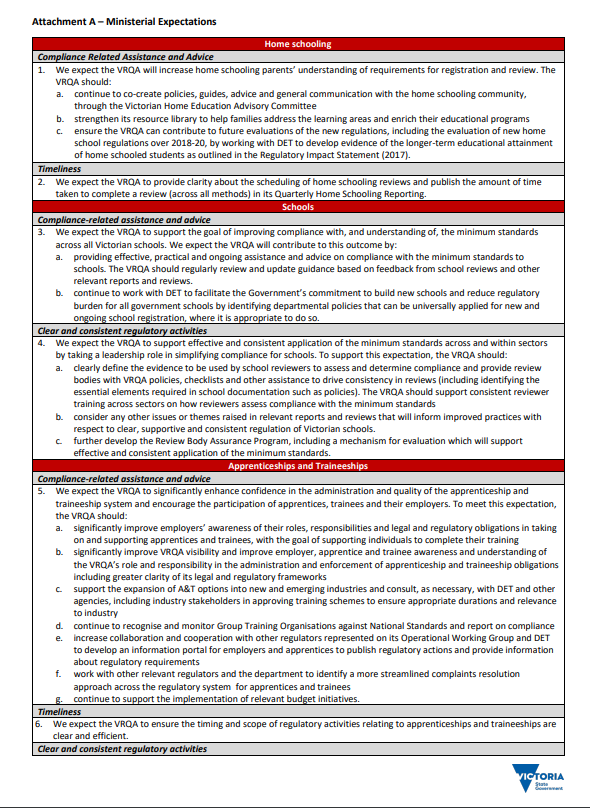 Attachment A – Ministerial Expectations
Home schooling
Compliance Related Assistance and Advice
1. We expect the VRQA will increase home schooling parents' understanding of requirements for registration and review. The
VRQA should:
a. continue to co-create policies, guides, advice and general communication with the home schooling community,
through the Victorian Home Education Advisory Committee
b. strengthen its resource library to help families address the learning areas and enrich their educational programs
c. ensure the VRQA can contribute to future evaluations of the new regulations, including the evaluation of new home
school regulations over 2018-20, by working with DET to develop evidence of the longer-term educational attainment
of home schooled students as outlined in the Regulatory Impact Statement (2017).
Timeliness
2. We expect the VRQA to provide clarity about the scheduling of home schooling reviews and publish the amount of time
taken to complete a review (across all methods) in its Quarterly Home Schooling Reporting.
Schools
Compliance-related assistance and advice
3. We expect the VRQA to support the goal of improving compliance with, and understanding of, the minimum standards
across all Victorian schools. We expect the VRQA will contribute to this outcome by:
a. providing effective, practical and ongoing assistance and advice on compliance with the minimum standards to
schools. The VRQA should regularly review and update guidance based on feedback from school reviews and other
relevant reports and reviews.
b. continue to work with DET to facilitate the Government's commitment to build new schools and reduce regulatory
burden for all government schools by identifying departmental policies that can be universally applied for new and
ongoing school registration, where it is appropriate to do so.
Clear and consistent regulatory activities
4. We expect the VRQA to support effective and consistent application of the minimum standards across and within sectors
by taking a leadership role in simplifying compliance for schools. To support this expectation, the VRQA should:
a. clearly define the evidence to be used by school reviewers to assess and determine compliance and provide review
bodies with VRQA policies, checklists and other assistance to drive consistency in reviews (including identifying the
essential elements required in school documentation such as policies). The VRQA should support consistent reviewer
training across sectors on how reviewers assess compliance with the minimum standards
b. consider any other issues or themes raised in relevant reports and reviews that will inform improved practices with
respect to clear, supportive and consistent regulation of Victorian schools.
c. further develop the Review Body Assurance Program, including a mechanism for evaluation which will support
effective and consistent application of the minimum standards.
Apprenticeships and Traineeships
Compliance-related assistance and advice
5. We expect the VRQA to significantly enhance confidence in the administration and quality of the apprenticeship and
traineeship system and encourage the participation of apprentices, trainees and their employers. To meet this expectation,
the VRQA should:
a. significantly improve employers' awareness of their roles, responsibilities and legal and regulatory obligations in taking
on and supporting apprentices and trainees, with the goal of supporting individuals to complete their training
b. significantly improve VRQA visibility and improve employer, apprentice and trainee awareness and understanding of
the VRQA's role and responsibility in the administration and enforcement of apprenticeship and traineeship obligations
including greater clarity of its legal and regulatory frameworks
c. support the expansion of A&T options into new and emerging industries and consult, as necessary, with DET and other
agencies, including industry stakeholders in approving training schemes to ensure appropriate durations and relevance
to industry
d. continue to recognise and monitor Group Training Organisations against National Standards and report on compliance
e. increase collaboration and cooperation with other regulators represented on its Operational Working Group and DET
to develop an information portal for employers and apprentices to publish regulatory actions and provide information
about regulatory requirements
f. work with other relevant regulators and the department to identify a more streamlined complaints resolution
approach across the regulatory system for apprentices and trainees
g. continue to support the implementation of relevant budget initiatives.
Timeliness
6. We expect the VRQA to ensure the timing and scope of regulatory activities relating to apprenticeships and traineeships are
clear and efficient.
Clear and consistent regulatory activities
VICTORIA
State
Government